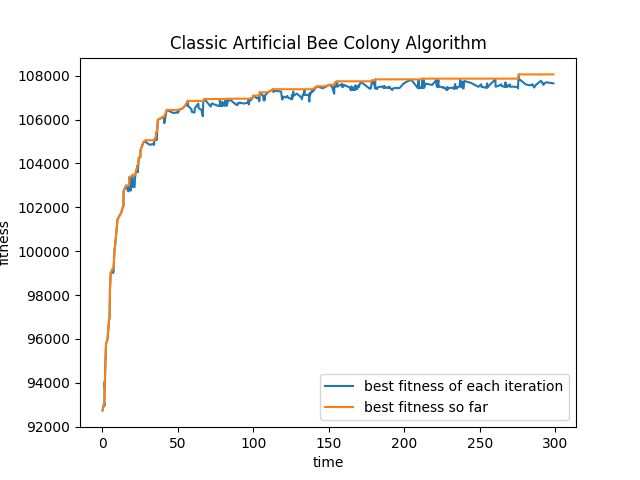 Classic Artificial Bee Colony Algorithm
108000
106000
104000
102000
100000
98000
96000
94000
92000
fitness
0 50 100 150 200 250 300
time
best fitness of each iteration
best fitness so far